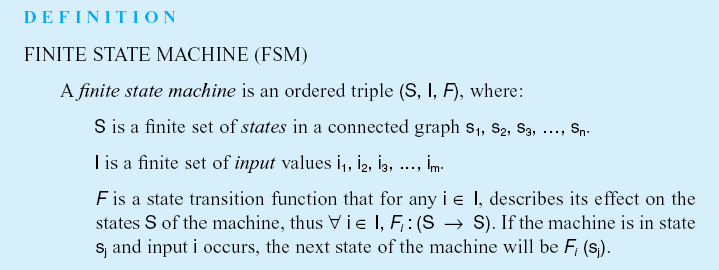 DEFINITION
FINITE STATE MACHINE (FSM)
A finite state machine is an ordered triple (S, I, F), where:
S is a finite set of states in a connected graph s₁, s₂, s₃, ..., sₙ.
I is a finite set of input values i₁, i₂, i₃, ..., iₘ.
F is a state transition function that for any i ∈ I, describes its effect on the
states S of the machine, thus ∀ i ∈ I, Fᵢ : (S → S). If the machine is in state
sⱼ and input i occurs, the next state of the machine will be Fᵢ (sⱼ).